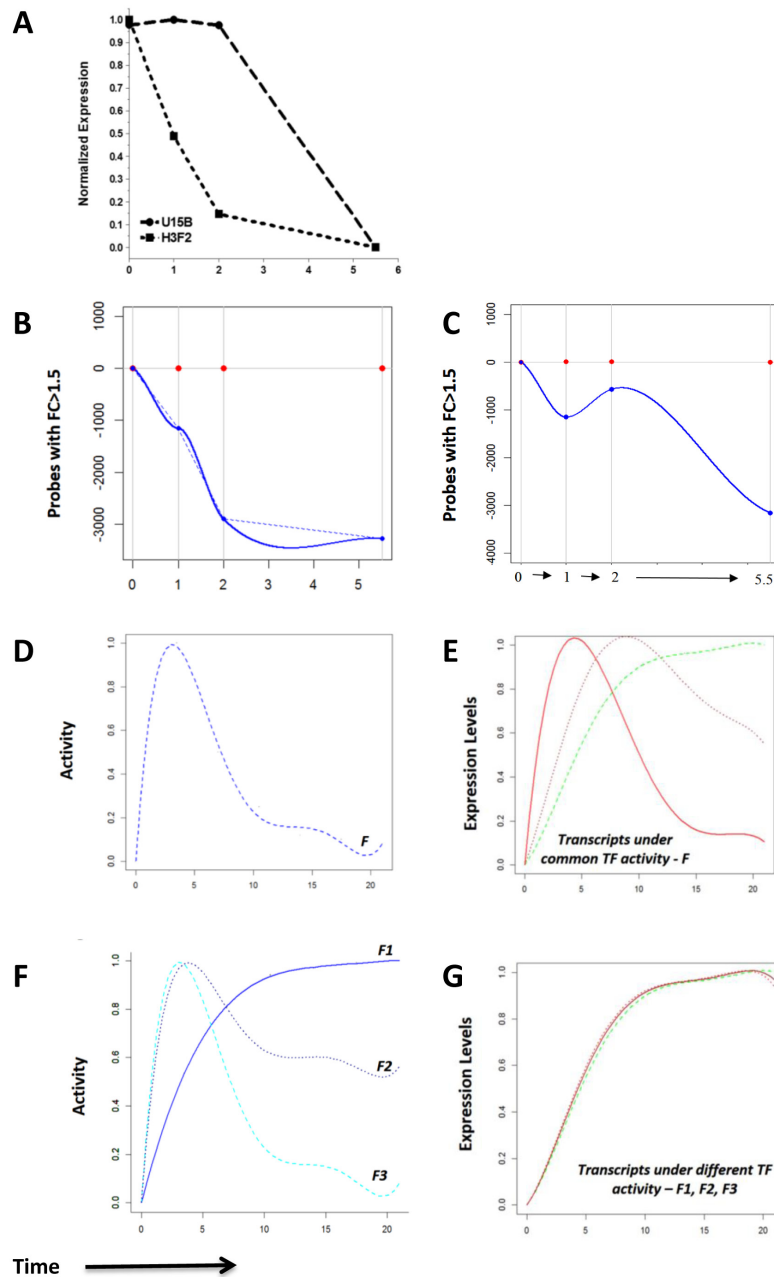 A
Normalized Expression
1.0
0.9
0.8
0.7
0.6
0.5
0.4
0.3
0.2
0.1
0.0
U15B
H3F2
0 1 2 3 4 5 6
B
Probes with FC>1.5
1000
0
-1000
-2000
-3000
0 1 2 3 4 5
C
Probes with FC>1.5
1000
0
-1000
-2000
-3000
4000
0 1 2 5.5
D
Activity
1.0
0.8
0.6
0.4
0.2
0.0
F
0 5 10 15 20
E
Expression Levels
1.0
0.8
0.6
0.4
0.2
0.0
Transcripts under
common TF activity - F
0 5 10 15 20
F
Activity
1.0
0.8
0.6
0.4
0.2
0.0
F1
F2
F3
0 5 10 15 20
G
Expression Levels
1.0
0.8
0.6
0.4
0.2
0.0
Transcripts under different TF
activity – F1, F2, F3
0 5 10 15 20
Time